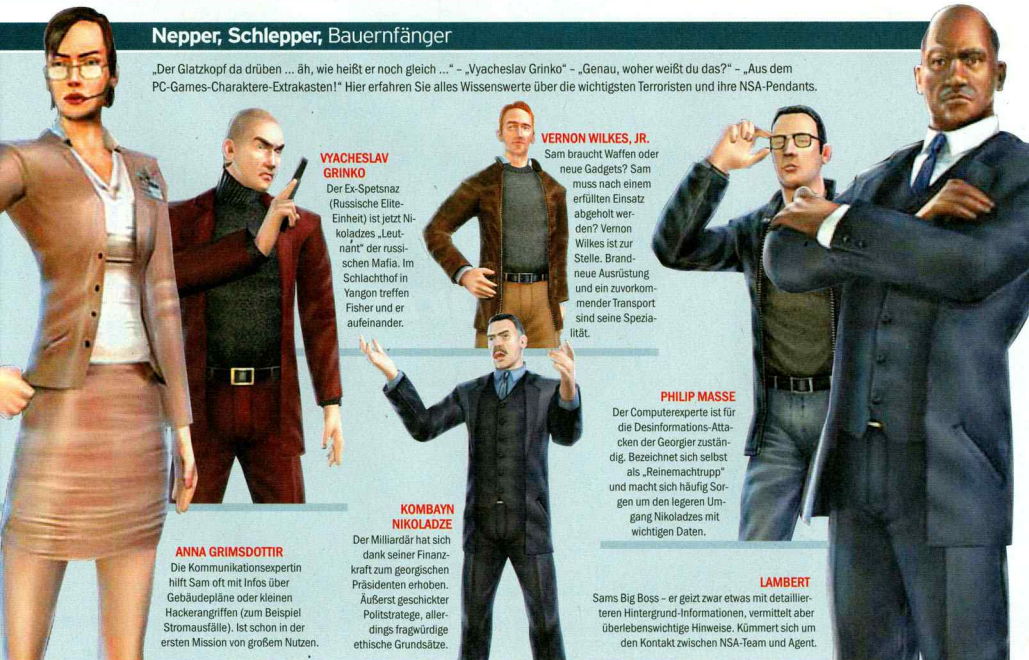 Nepper, Schlepper, Bauernfänger
„Der Glatzkopf da drüben ... äh, wie heißt er noch gleich ...“ – „Vyacheslav Grinko“ – „Genau, woher weißt du das?“ – „Aus dem
PC-Games-Charaktere-Extrakasten!“ Hier erfahren Sie alles Wissenswerte über die wichtigsten Terroristen und ihre NSA-Pendants.
VYACHESLAV
GRINKO
Der Ex-Spetsnaz
(Russische Elite-
Einheit) ist jetzt Ni-
koladzes „Leut-
nant“ der russi-
schen Mafia. Im
Schlachthof in
Yangon treffen
Fisher und er
aufeinander.
VERNON WILKES, JR.
Sam braucht Waffen oder
neue Gadgets? Sam
muss nach einem
erfüllten Einsatz
abgeholt wer-
den? Vernon
Wilkes ist zur
Stelle. Brand-
neue Ausrüstung
und ein zuvorkom-
mender Transport
sind seine Spezia-
lität.
PHILIP MASSE
Der Computerexperte ist für
die Desinformations-Atta-
cken der Georgier zustän-
dig. Bezeichnet sich selbst
als „Reinemachtrupp“
und macht sich häufig Sor-
gen um den legeren Um-
gang Nikoladzes mit
wichtigen Daten.
ANNA GRIMSDOTTIR
Die Kommunikationsexpertin
hilft Sam oft mit Infos über
Gebäudepläne oder kleinen
Hackerangriffen (zum Beispiel
Stromausfälle). Ist schon in der
ersten Mission von großem Nutzen.
KOMBAYN
NIKOLADZE
Der Milliardär hat sich
dank seiner Finanz-
kraft zum georgischen
Präsidenten erhoben.
Äußerst geschickter
Politstratege, aller-
dings fragwürdige
ethische Grundsätze.
LAMBERT
Sams Big Boss – er geizt zwar etwas mit detaillier-
teren Hintergrund-Informationen, vermittelt aber
überlebenswichtige Hinweise. Kümmert sich um
den Kontakt zwischen NSA-Team und Agent.